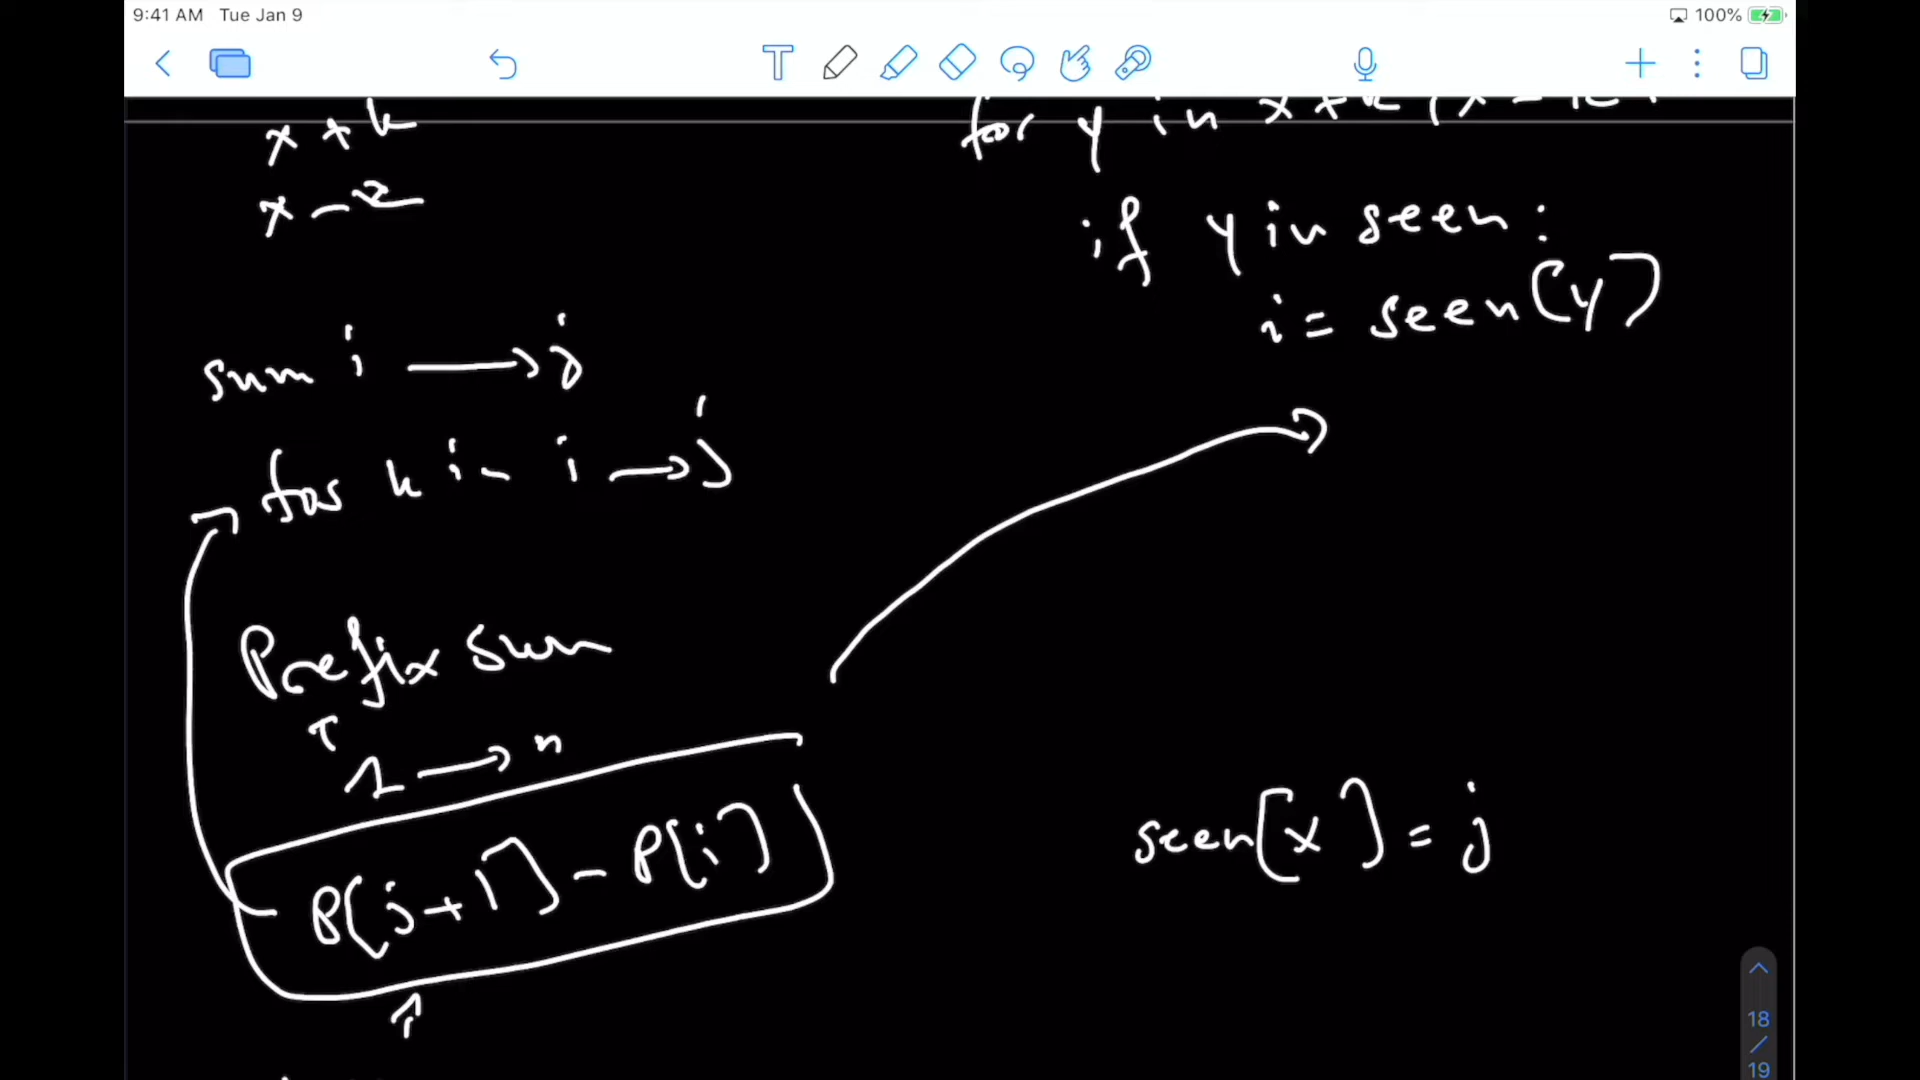 9:41 AM Tue Jan 9
100%
T
x + k
x - k
sum i → j
for k in i → j
Prefix sum
1 → n
P[j+1] - P[i]
for y in x + k, x - k:
if y in seen:
i = seen[y]
seen[x] = j
18
/
19